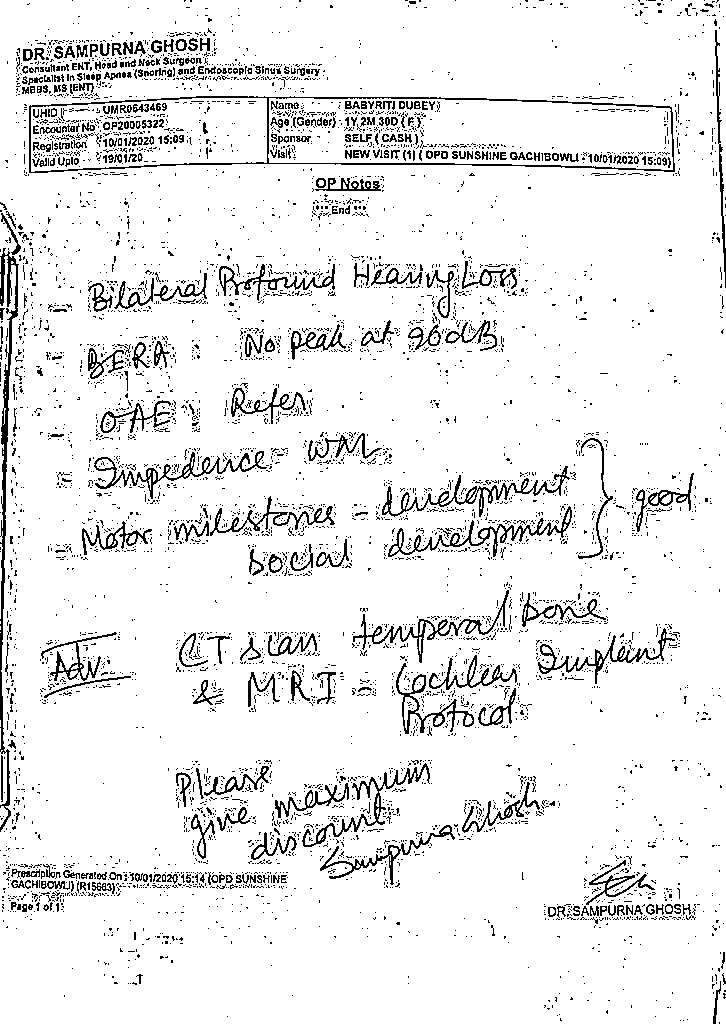 DR. SAMPURNA GHOSH
Consultant ENT, Head and Neck Surgeon
Specialist in Sleep Apnea (Snoring) and Endoscopic Sinus Surgery
MBBS, MS (ENT)
UHID : UMR0643469 Name : BABYRITI DUBEY
Encounter No : OP20005322 Age (Gender) : 1Y 2M 30D ( F )
Registration : 10/01/2020 15:09 Sponsor : SELF ( CASH )
Valid Upto : 19/01/20 Visit : NEW VISIT (1) ( OPD SUNSHINE GACHIBOWLI - 10/01/2020 15:09)
OP Notes
*** End ***
- Bilateral Profound Hearing Loss
- BERA : No peak at 90dB
- OAE : Refer
- Impedence - WNL
- Motor milestones - development } good
social development
Adv. CT Scan temporal bone
& MRI - Cochlear Implant
Protocol
Please
give maximum
discount
Sampurna Ghosh
Prescription Generated On : 10/01/2020 15:14 (OPD SUNSHINE
GACHIBOWLI) (R15683)
Page 1 of 1
DR. SAMPURNA GHOSH